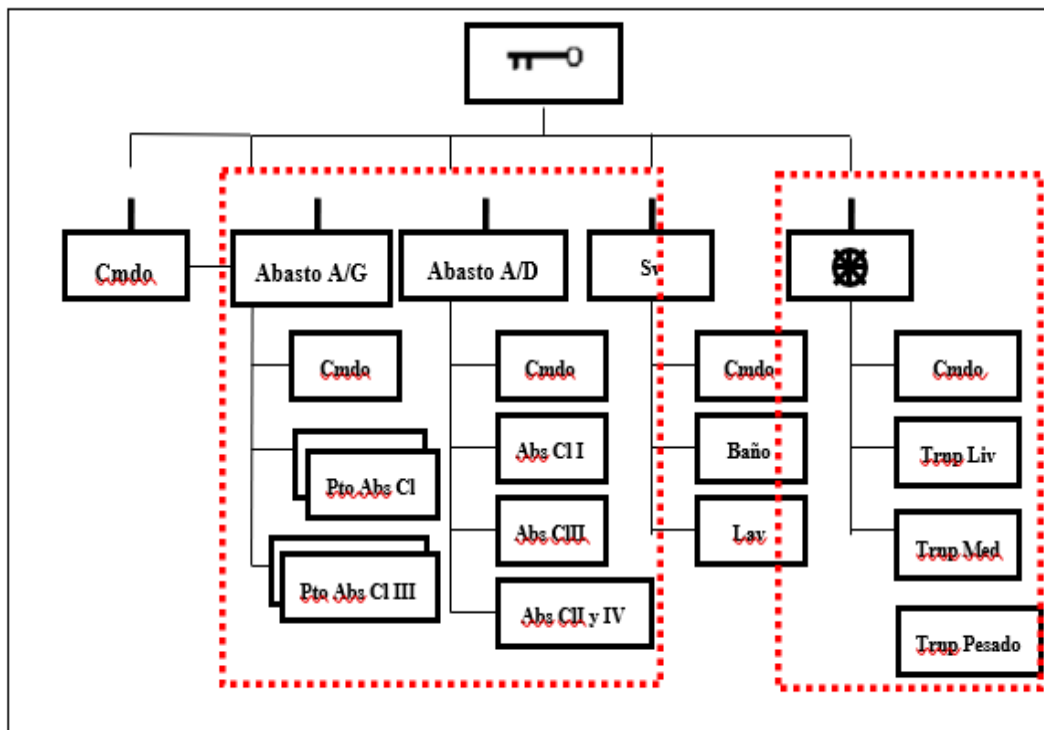 Cmdo
Abasto A/G
Abasto A/D
Sv
Cmdo
Cmdo
Cmdo
Cmdo
Pto Abs Cl
Abs Cl I
Baño
Trnp Liv
Pto Abs Cl III
Abs ClII
Lav
Trnp Med
Abs ClI y IV
Trnp Pesado